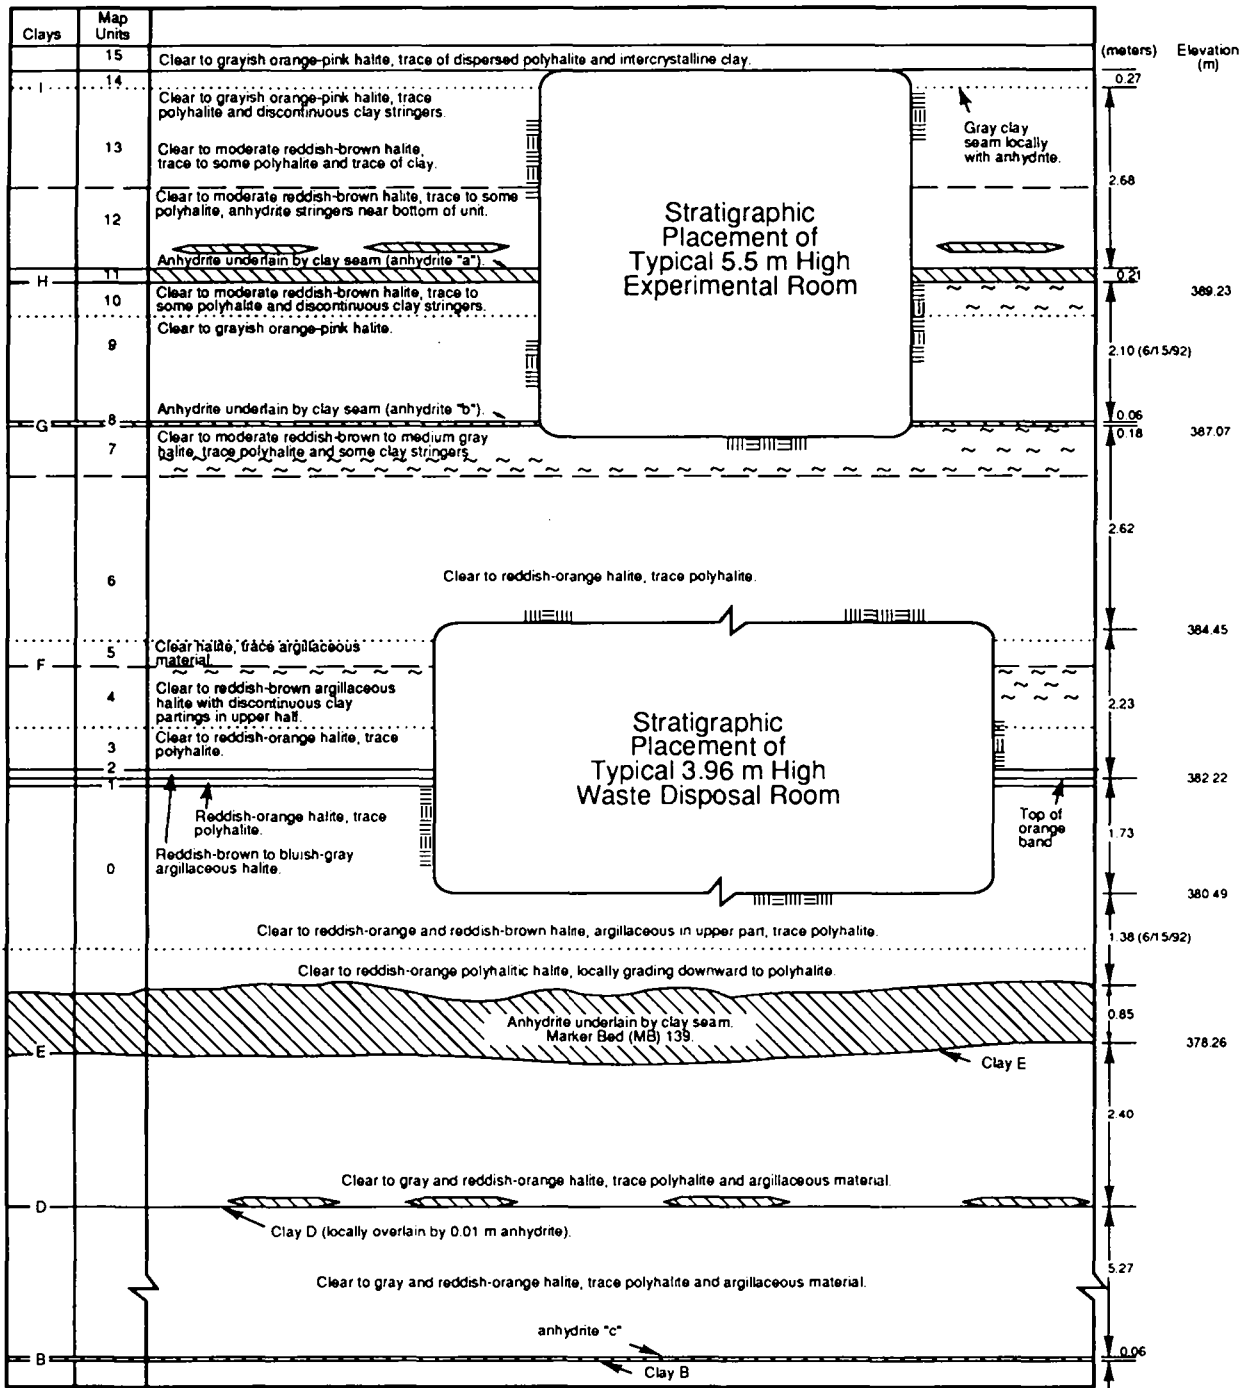 Clays
Map
Units
(meters)
Elevation
(m)
15
Clear to grayish orange-pink halite, trace of dispersed polyhalite and intercrystalline clay.
14
0.27
I
Clear to grayish orange-pink halite, trace
polyhalite and discontinuous clay stringers.
Gray clay
seam locally
with anhydrite.
13
Clear to moderate reddish-brown halite,
trace to some polyhalite and trace of clay.
2.68
12
Clear to moderate reddish-brown halite, trace to some
polyhalite, anhydrite stringers near bottom of unit.
Stratigraphic
Placement of
Typical 5.5 m High
Experimental Room
Anhydrite underlain by clay seam (anhydrite "a").
11
0.21
H
389.23
10
Clear to moderate reddish-brown halite, trace to
some polyhalite and discontinuous clay stringers.
9
Clear to grayish orange-pink halite.
2.10 (6/15/92)
Anhydrite underlain by clay seam (anhydrite "b").
8
0.06
G
0.18
387.07
7
Clear to moderate reddish-brown to medium gray
halite, trace polyhalite and some clay stringers
2.62
6
Clear to reddish-orange halite, trace polyhalite.
384.45
5
Clear halite, trace argillaceous
material.
F
4
Clear to reddish-brown argillaceous
halite with discontinuous clay
partings in upper half.
2.23
3
Clear to reddish-orange halite, trace
polyhalite.
Stratigraphic
Placement of
Typical 3.96 m High
Waste Disposal Room
2
1
382.22
Reddish-orange halite, trace
polyhalite.
Top of
orange
band
1.73
0
Reddish-brown to bluish-gray
argillaceous halite.
380.49
Clear to reddish-orange and reddish-brown halite, argillaceous in upper part, trace polyhalite.
1.38 (6/15/92)
Clear to reddish-orange polyhalitic halite, locally grading downward to polyhalite.
Anhydrite underlain by clay seam.
Marker Bed (MB) 139.
0.85
378.26
E
Clay E
2.40
Clear to gray and reddish-orange halite, trace polyhalite and argillaceous material.
D
Clay D (locally overlain by 0.01 m anhydrite).
5.27
Clear to gray and reddish-orange halite, trace polyhalite and argillaceous material.
anhydrite "c"
0.06
B
Clay B